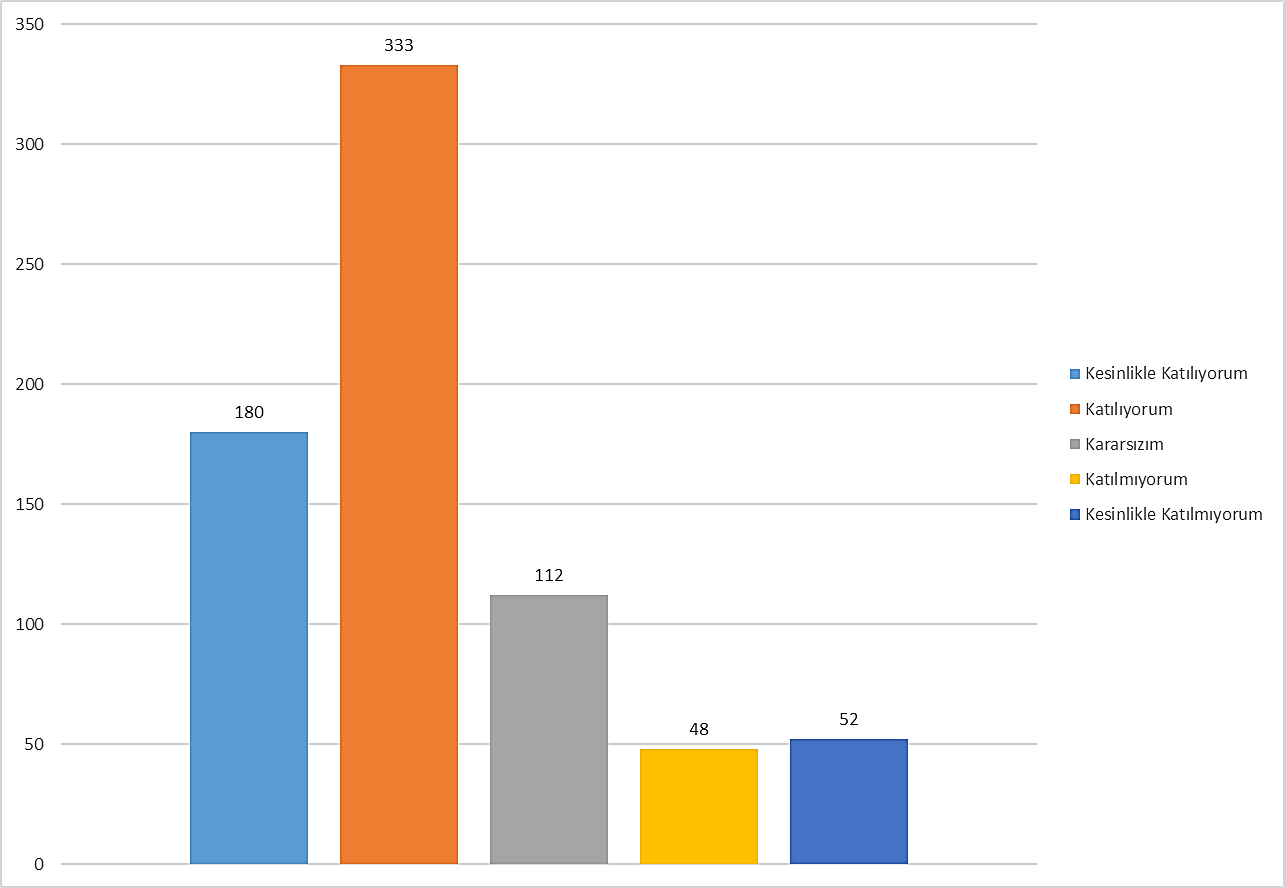 350
333
300
250
200
180
150
112
100
52
48
50
0
Kesinlikle Katılıyorum
Katılıyorum
Kararsızım
Katılmıyorum
Kesinlikle Katılmıyorum